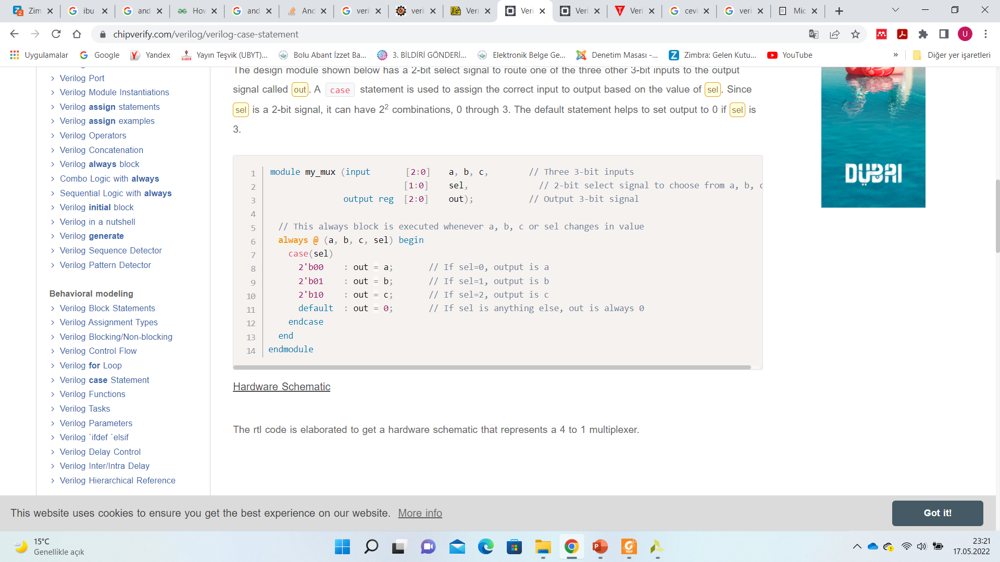 Zim
ibu
and
Hov
and
And
veri
veri
Veri
Veri
Veri
Veri
cevi
veri
Mic
chipverify.com/verilog/verilog-case-statement
U
Uygulamalar
Google
Yandex
Yayın Teşvik (UBYT)...
Bolu Abant İzzet Ba...
3. BİLDİRİ GÖNDERİ...
Elektronik Belge Ge...
Denetim Masası -...
Zimbra: Gelen Kutu...
YouTube
»
Diğer yer işaretleri
Verilog Port
Verilog Module Instantiations
Verilog assign statements
Verilog assign examples
Verilog Operators
Verilog Concatenation
Verilog always block
Combo Logic with always
Sequential Logic with always
Verilog initial block
Verilog in a nutshell
Verilog generate
Verilog Sequence Detector
Verilog Pattern Detector
Behavioral modeling
Verilog Block Statements
Verilog Assignment Types
Verilog Blocking/Non-blocking
Verilog Control Flow
Verilog for Loop
Verilog case Statement
Verilog Functions
Verilog Tasks
Verilog Parameters
Verilog `ifdef `elsif
Verilog Delay Control
Verilog Inter/Intra Delay
Verilog Hierarchical Reference
The design module shown below has a 2-bit select signal to route one of the three other 3-bit inputs to the output
signal called out. A case statement is used to assign the correct input to output based on the value of sel. Since
sel is a 2-bit signal, it can have 2² combinations, 0 through 3. The default statement helps to set output to 0 if sel is
3.
1 module my_mux (input [2:0] a, b, c, // Three 3-bit inputs
2 [1:0] sel, // 2-bit select signal to choose from a, b, c
3 output reg [2:0] out); // Output 3-bit signal
4
5 // This always block is executed whenever a, b, c or sel changes in value
6 always @ (a, b, c, sel) begin
7 case(sel)
8 2'b00 : out = a; // If sel=0, output is a
9 2'b01 : out = b; // If sel=1, output is b
10 2'b10 : out = c; // If sel=2, output is c
11 default : out = 0; // If sel is anything else, out is always 0
12 endcase
13 end
14 endmodule
Hardware Schematic
The rtl code is elaborated to get a hardware schematic that represents a 4 to 1 multiplexer.
DUBAI
This website uses cookies to ensure you get the best experience on our website. More info
Got it!
15°C
Genellikle açık
23:21
17.05.2022